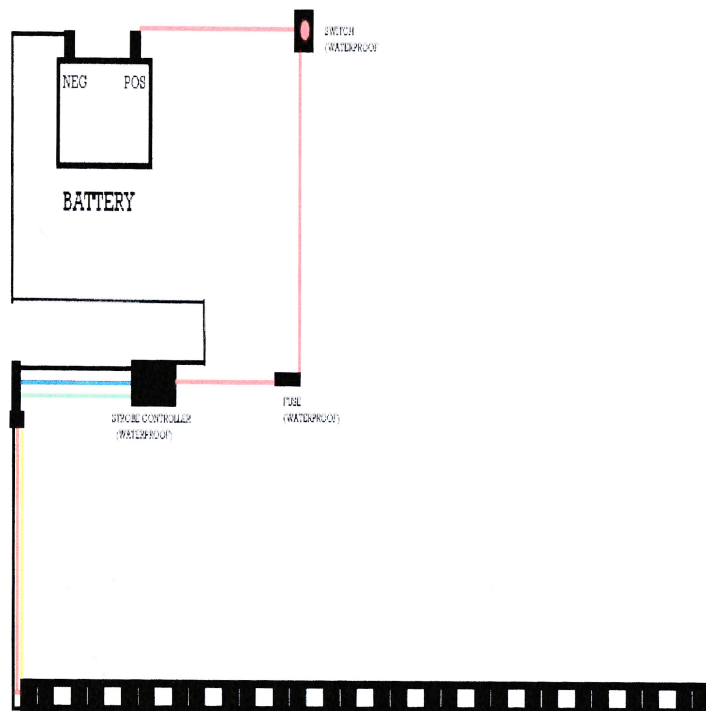 SWITCH
(WATERPROOF
NEG POS
BATTERY
STROBE CONTROLLER
(WATERPROOF)
FUSE
(WATERPROOF)